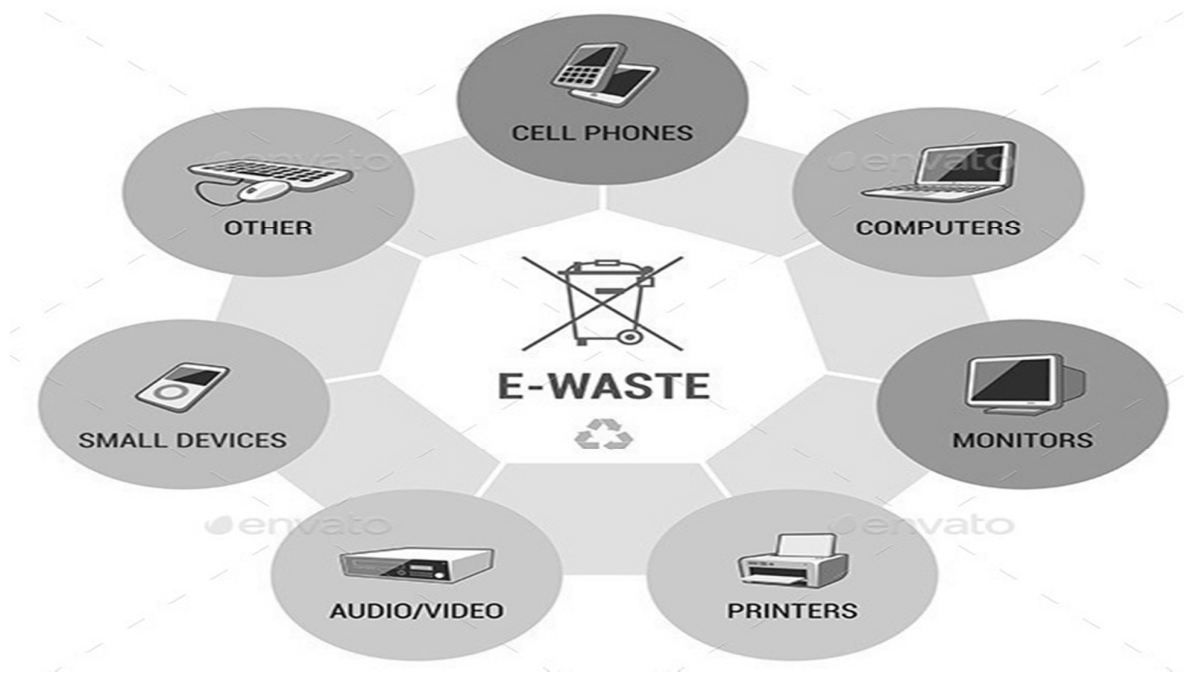 CELL PHONES
envato
envato
OTHER
COMPUTERS
E-WASTE
SMALL DEVICES
MONITORS
envato
envato
AUDIO/VIDEO
PRINTERS